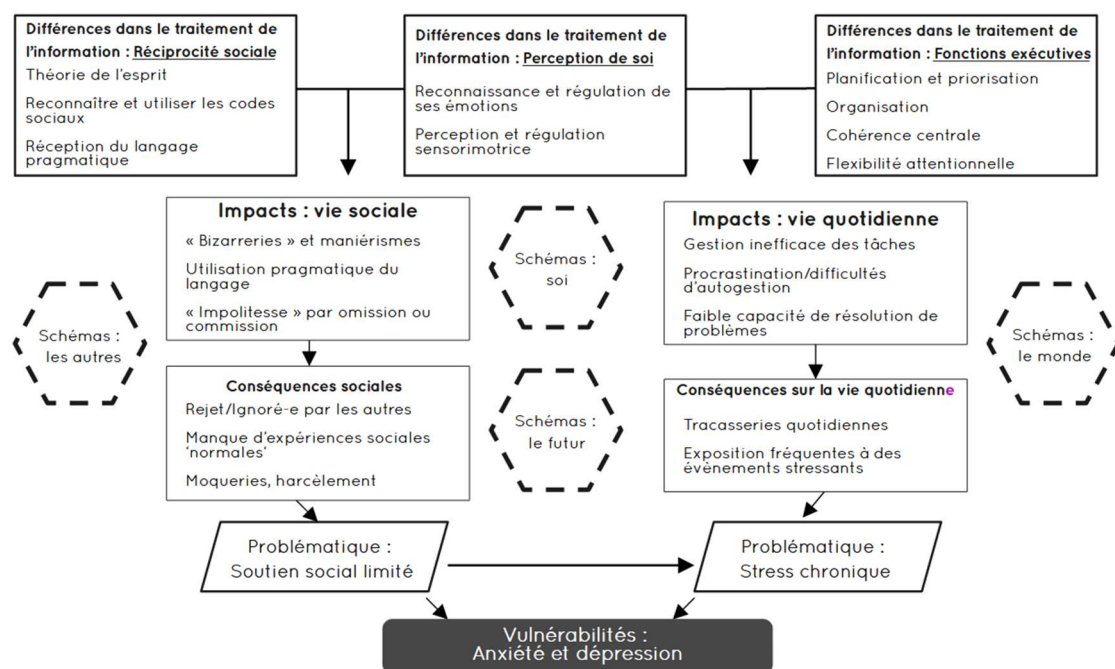 Différences dans le traitement de
l'information : Réciprocité sociale
Théorie de l'esprit
Reconnaître et utiliser les codes
sociaux
Réception du langage
pragmatique
Différences dans le traitement de
l'information : Perception de soi
Reconnaissance et régulation de
ses émotions
Perception et régulation
sensorimotrice
Différences dans le traitement de
l'information : Fonctions exécutives
Planification et priorisation
Organisation
Cohérence centrale
Flexibilité attentionnelle
Impacts : vie sociale
« Bizarreries » et maniérismes
Utilisation pragmatique du
langage
« Impolitesse » par omission ou
commission
Schémas :
soi
Impacts : vie quotidienne
Gestion inefficace des tâches
Procrastination/difficultés
d'autogestion
Faible capacité de résolution de
problèmes
Schémas :
les autres
Schémas :
le monde
Conséquences sociales
Rejet/Ignoré-e par les autres
Manque d'expériences sociales
'normales'
Moqueries, harcèlement
Schémas :
le futur
Conséquences sur la vie quotidienne
Tracasseries quotidiennes
Exposition fréquentes à des
évènements stressants
Problématique :
Soutien social limité
Problématique :
Stress chronique
Vulnérabilités :
Anxiété et dépression